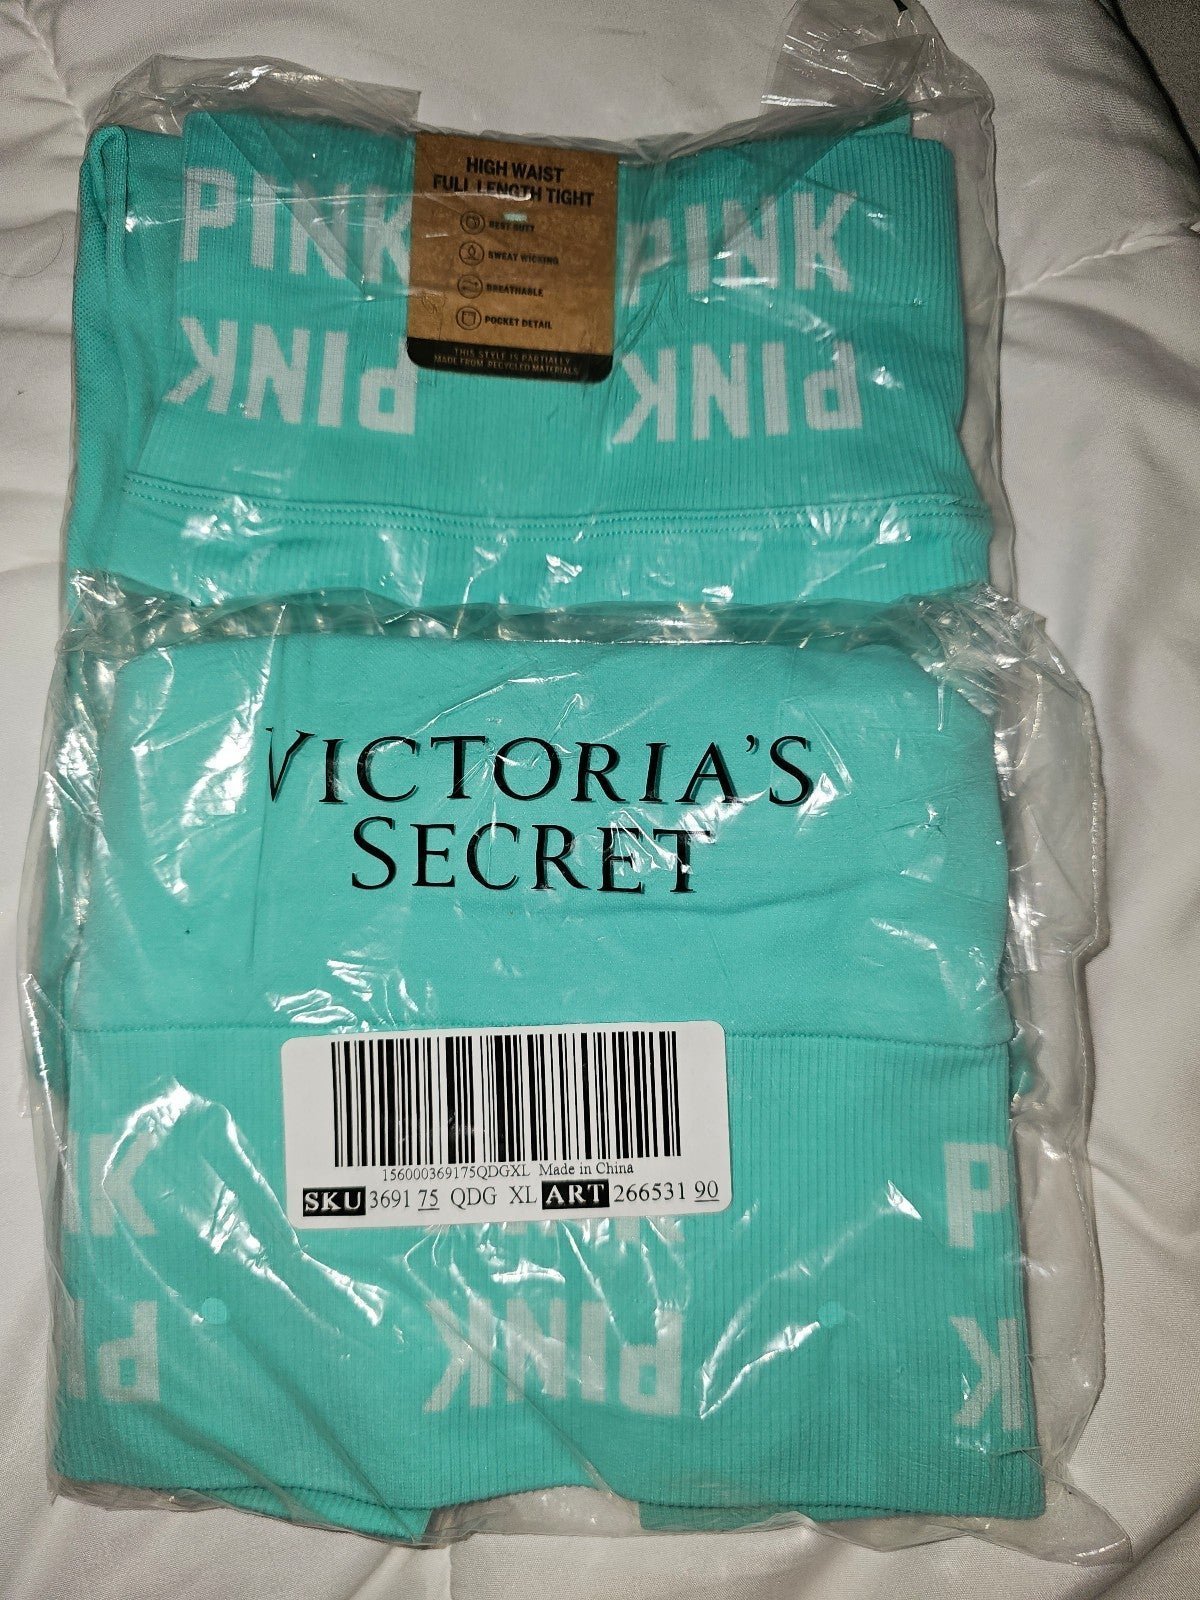 PINK PINK
HIGH WAIST
FULL LENGTH TIGHT
BEST BUTT
SWEAT WICKING
BREATHABLE
POCKET DETAIL
THIS STYLE IS PARTIALLY
MADE FROM RECYCLED MATERIALS
PINK PINK
VICTORIA'S
SECRET
156000369175QDGXL Made in China
SKU 3691 75 QDG XL ART 266531 90
K P
PINK PINK K